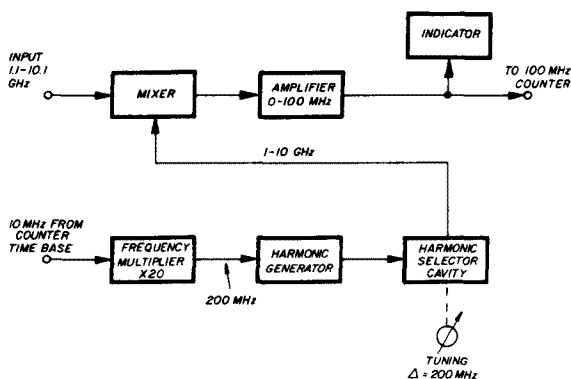 INDICATOR
INPUT
1.1-10.1
GHz
MIXER
AMPLIFIER
0-100 MHz
TO 100 MHz
COUNTER
1-10 GHz
10 MHz FROM
COUNTER
TIME BASE
FREQUENCY
MULTIPLIER
X20
200 MHz
HARMONIC
GENERATOR
HARMONIC
SELECTOR
CAVITY
TUNING
Δ = 200 MHz